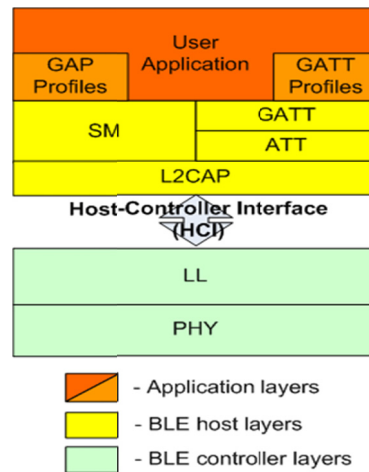 User
Application
GAP
Profiles
GATT
Profiles
SM
GATT
ATT
L2CAP
Host-Controller Interface
(HCI)
LL
PHY
- Application layers
- BLE host layers
- BLE controller layers